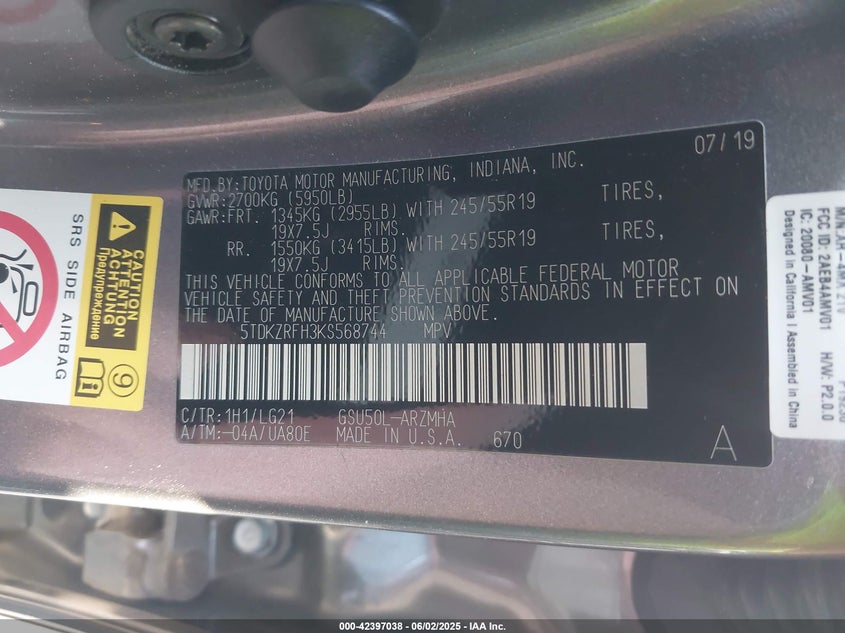 07/19
MFD.BY:TOYOTA MOTOR MANUFACTURING, INDIANA, INC.
GVWR:2700KG (5950LB)
GAWR:FRT. 1345KG (2955LB) WITH 245/55R19 TIRES,
19X7.5J RIMS.
RR. 1550KG (3415LB) WITH 245/55R19 TIRES,
19X7.5J RIMS.
THIS VEHICLE CONFORMS TO ALL APPLICABLE FEDERAL MOTOR
VEHICLE SAFETY AND THEFT PREVENTION STANDARDS IN EFFECT ON
THE DATE OF MANUFACTURE SHOWN ABOVE.
5TDKZRFH3KS568744 MPV
C/TR:1H1/LG21 GSU50L-ARZMHA
A/TM:-04A/UA80E MADE IN U.S.A. 670
A
SRS SIDE AIRBAG
CAUTION
ATTENTION
ACHTUNG
Предупреждение
9
FCC ID: 2AEB4AMV01
IC: 20080-AMV01 H/W: P2.0.0
Designed in California | Assembled in China
000-42397038 - 06/02/2025 - IAA Inc.